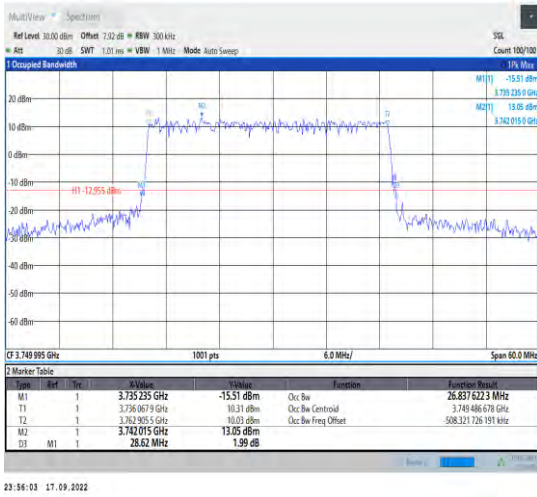 MultiView Spectrum
Ref Level 30.00 dBm Offset 7.92 dB RBW 300 kHz SGL
Att 30 dB SWT 1.01 ms VBW 1 MHz Mode Auto Sweep Count 100/100
1 Occupied Bandwidth 1Pk Max
M1[1] -15.51 dBm
3.735 235 0 GHz
M2[1] 13.05 dBm
3.742 015 0 GHz
20 dBm
M2
T2
10 dBm
0 dBm
-10 dBm
H1 -12.955 dBm
-20 dBm
-30 dBm
-40 dBm
-50 dBm
-60 dBm
CF 3.749 995 GHz 1001 pts 6.0 MHz/ Span 60.0 MHz
2 Marker Table
Type Ref Trc X-Value Y-Value Function Function Result
M1 1 3.735 235 GHz -15.51 dBm Occ Bw 26.837 622 3 MHz
T1 1 3.736 067 9 GHz 10.31 dBm Occ Bw Centroid 3.749 486 678 GHz
T2 1 3.762 905 5 GHz 10.03 dBm Occ Bw Freq Offset -508.321 726 191 kHz
M2 1 3.742 015 GHz 13.05 dBm
D3 M1 1 28.62 MHz 1.99 dB
23:56:03 17.09.2022